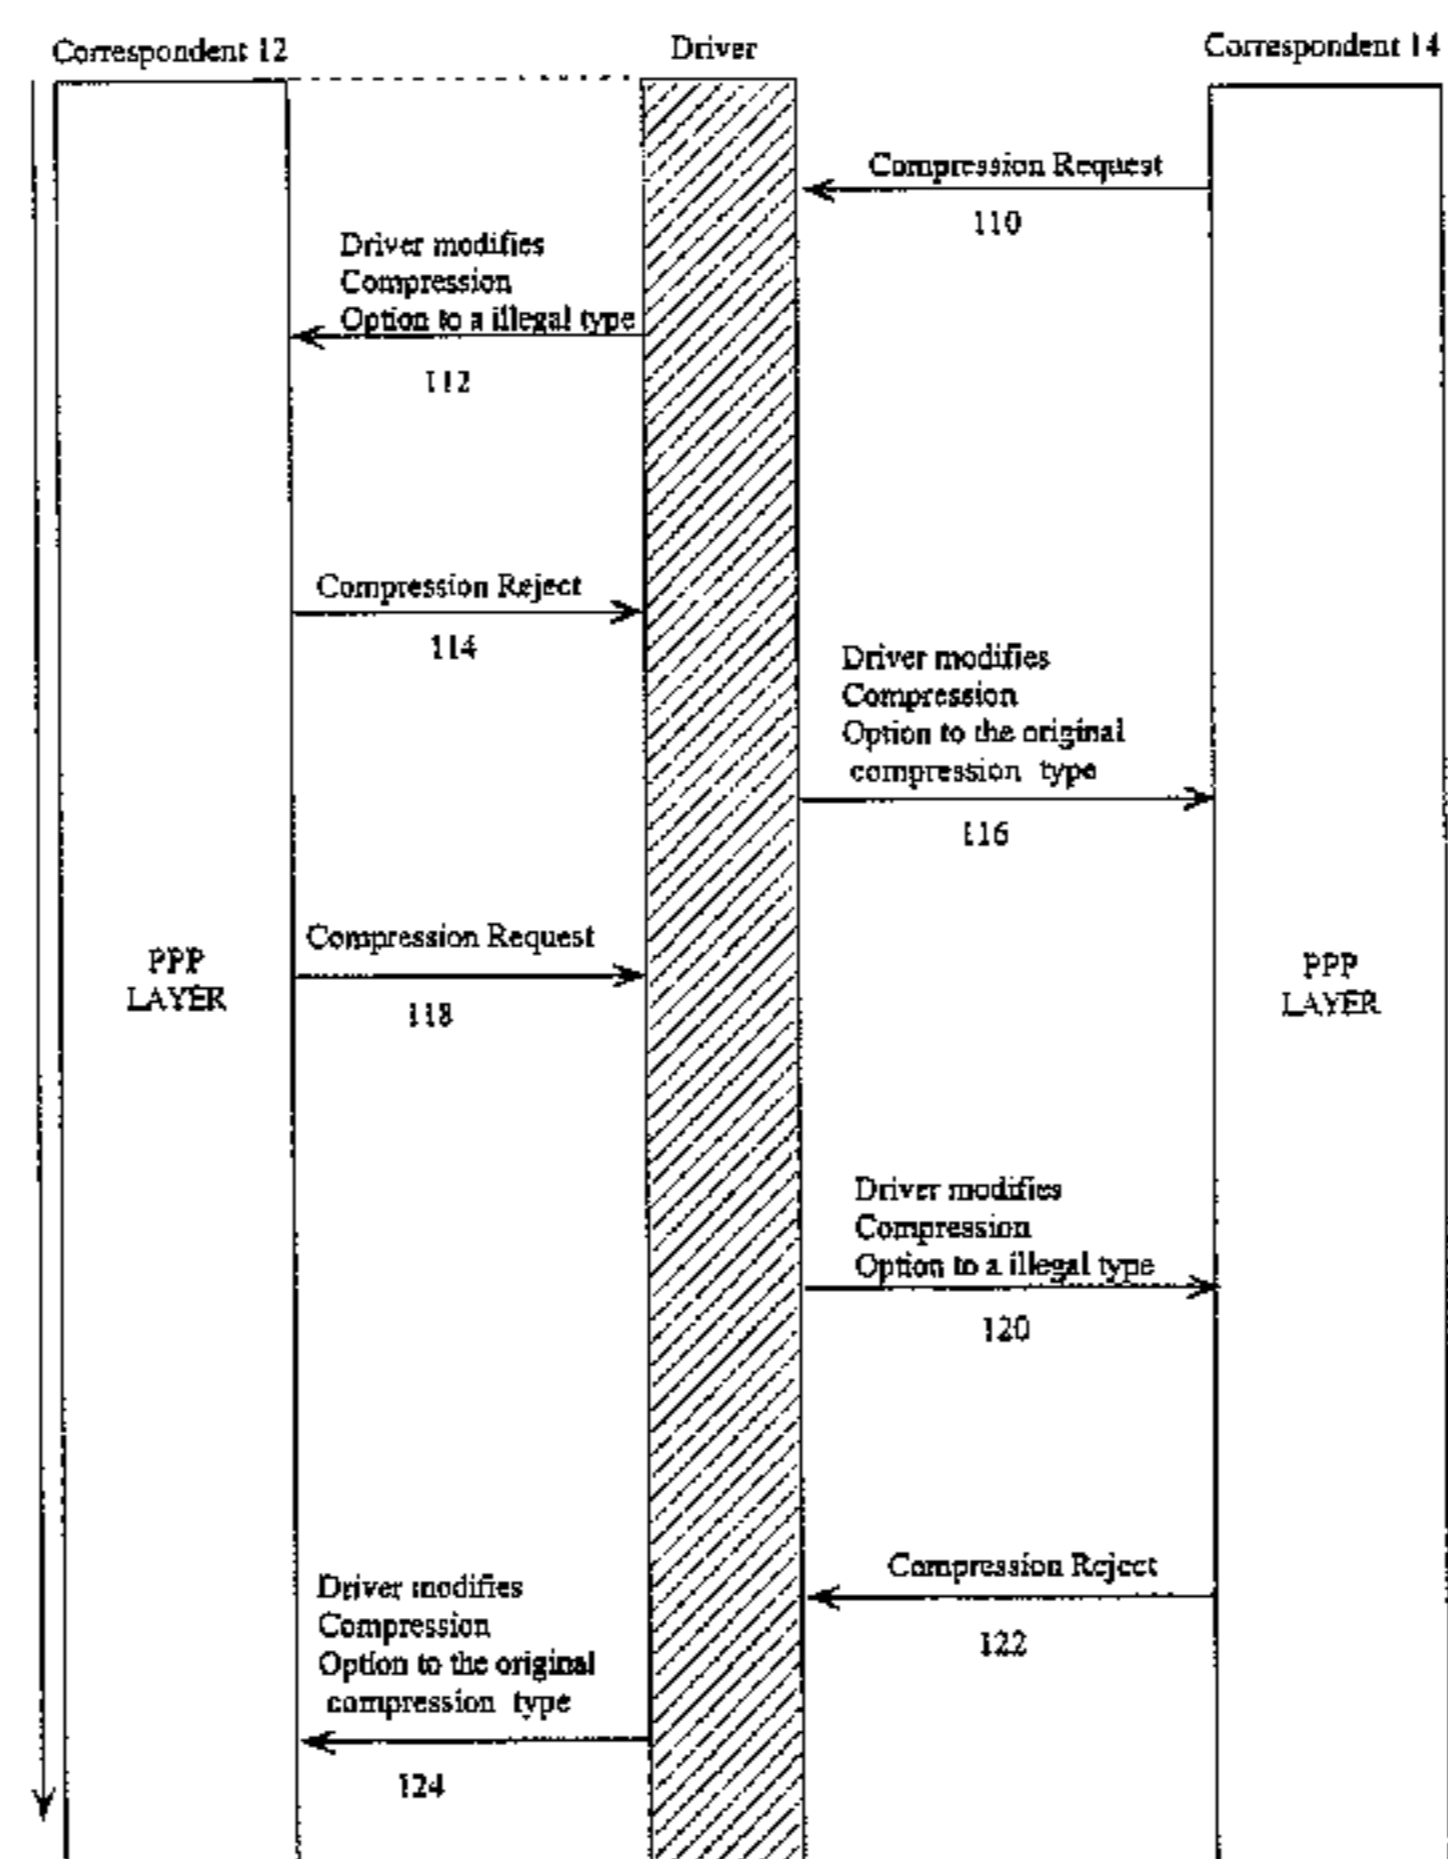 Correspondent 12
Driver
Correspondent 14
Compression Request
110
Driver modifies
Compression
Option to a illegal type
112
Compression Reject
114
Driver modifies
Compression
Option to the original
compression type
116
Compression Request
118
PPP
LAYER
PPP
LAYER
Driver modifies
Compression
Option to a illegal type
120
Compression Reject
122
Driver modifies
Compression
Option to the original
compression type
124